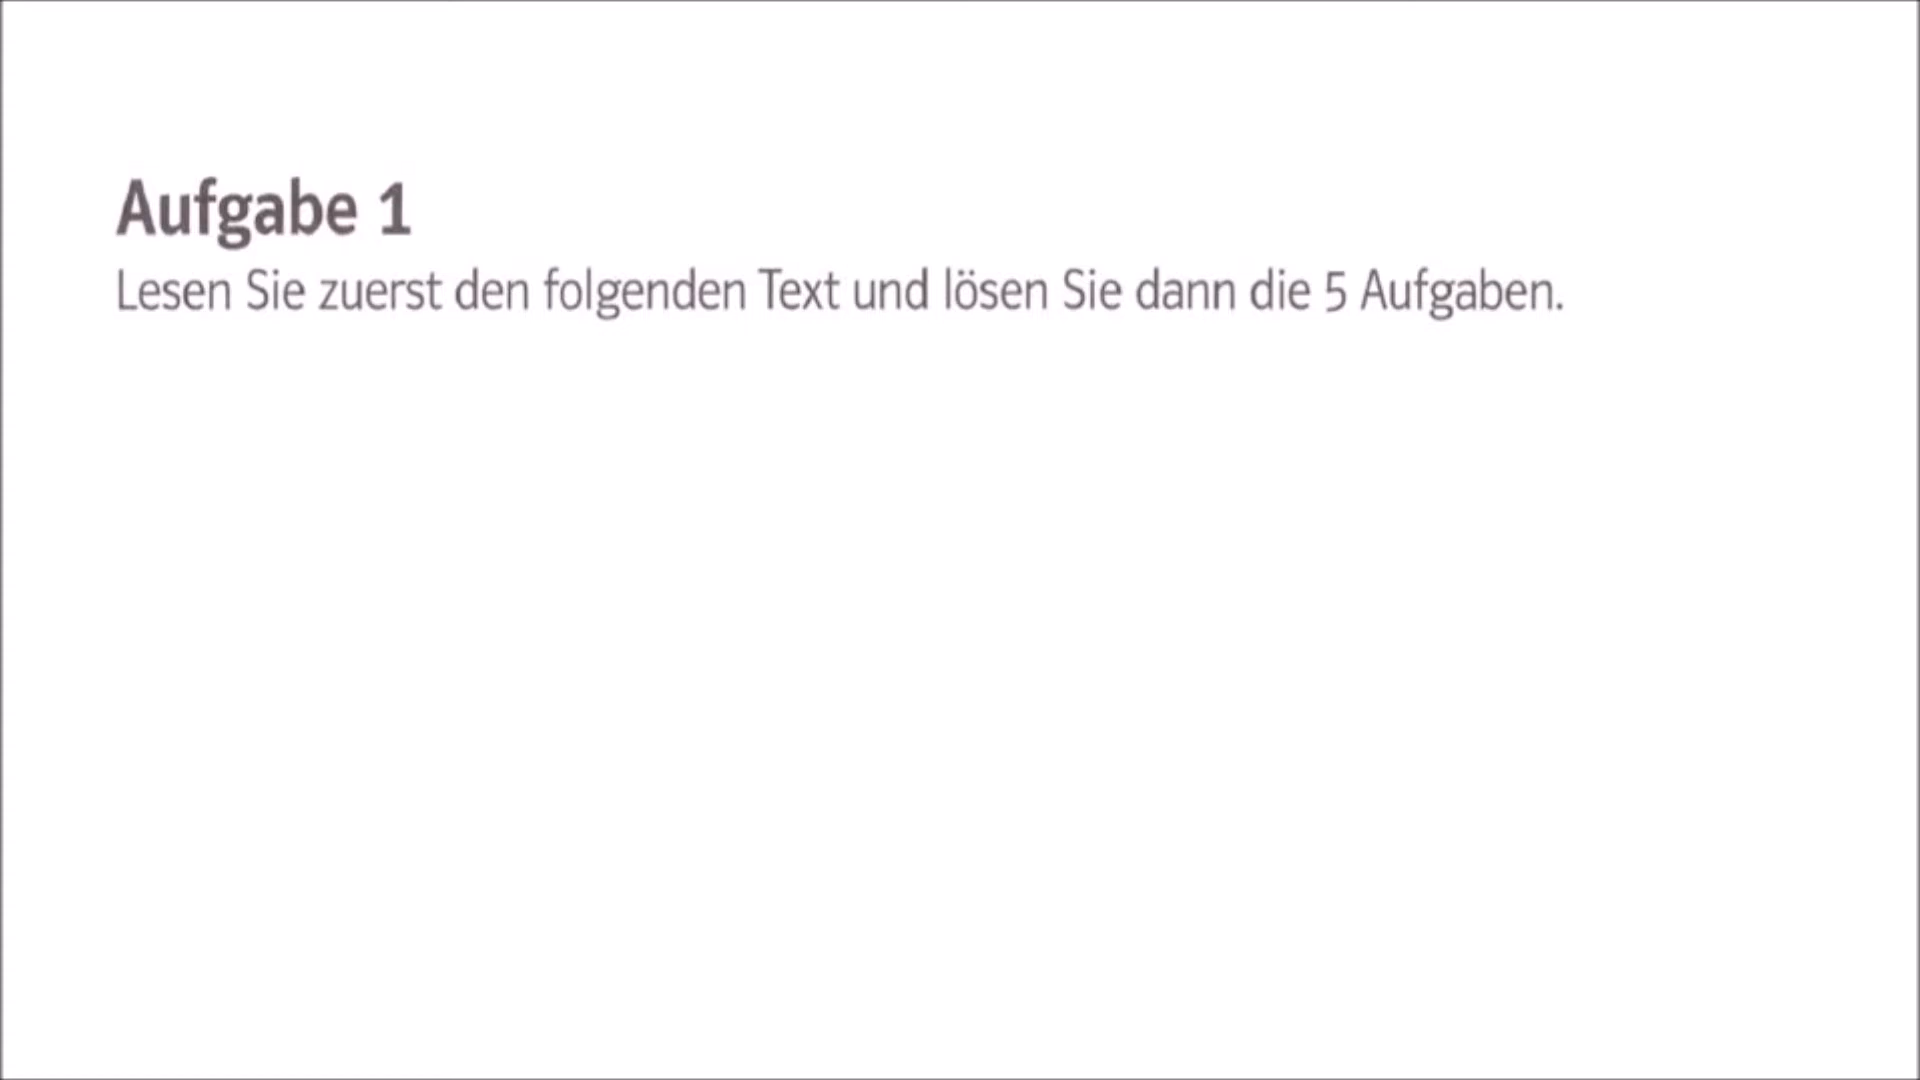 Aufgabe 1
Lesen Sie zuerst den folgenden Text und lösen Sie dann die 5 Aufgaben.